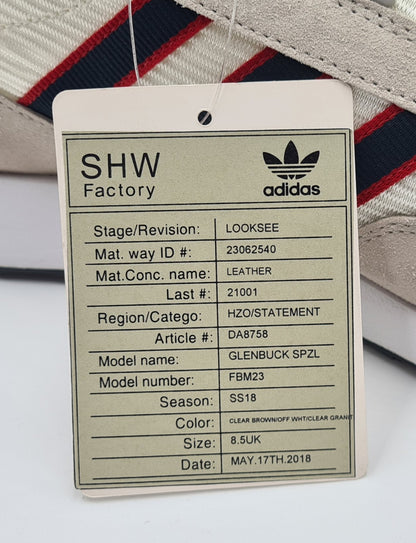 SHW
Factory
adidas
Stage/Revision: LOOKSEE
Mat. way ID #: 23062540
Mat.Conc. name: LEATHER
Last #: 21001
Region/Catego: HZO/STATEMENT
Article #: DA8758
Model name: GLENBUCK SPZL
Model number: FBM23
Season: SS18
Color: CLEAR BROWN/OFF WHT/CLEAR GRANIT
Size: 8.5UK
Date: MAY.17TH.2018